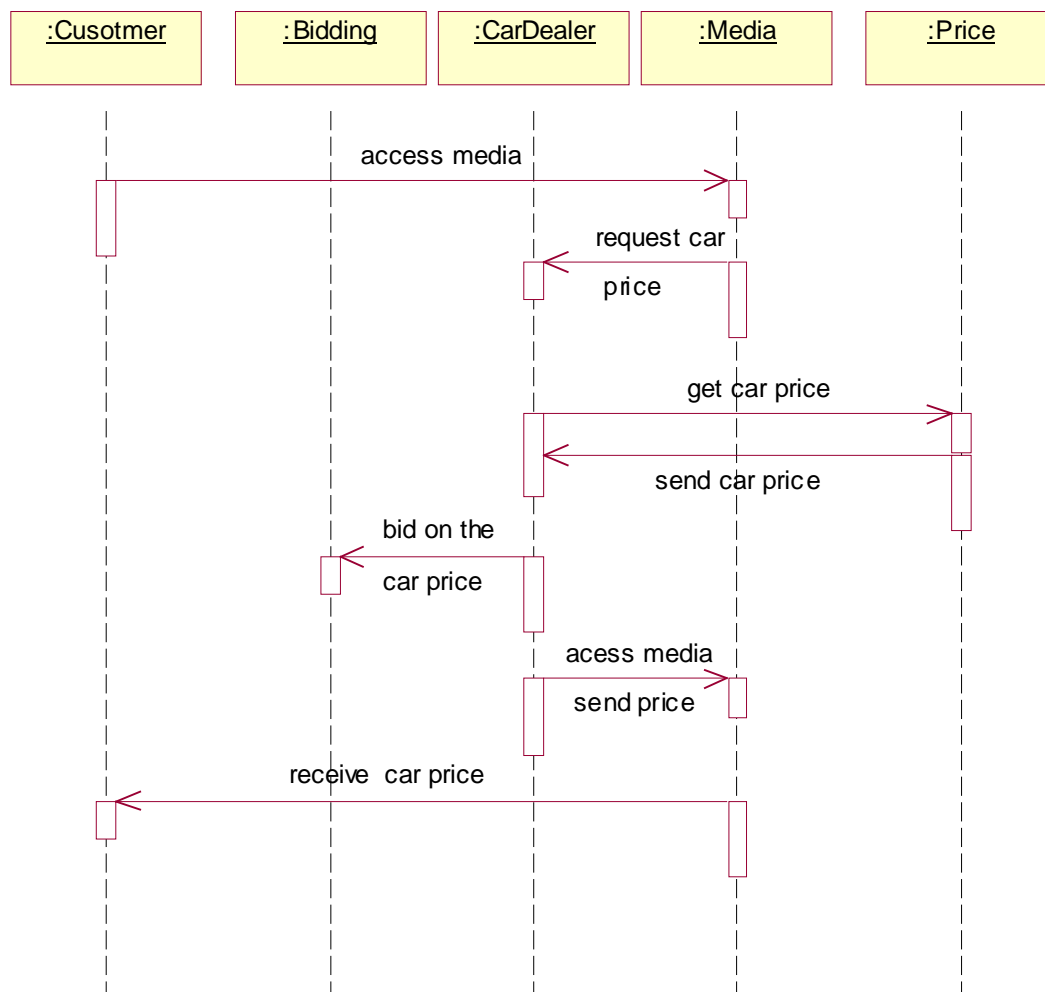 :Cusotmer
:Bidding
:CarDealer
:Media
:Price
access media
request car
price
get car price
send car price
bid on the
car price
acess media
send price
receive car price